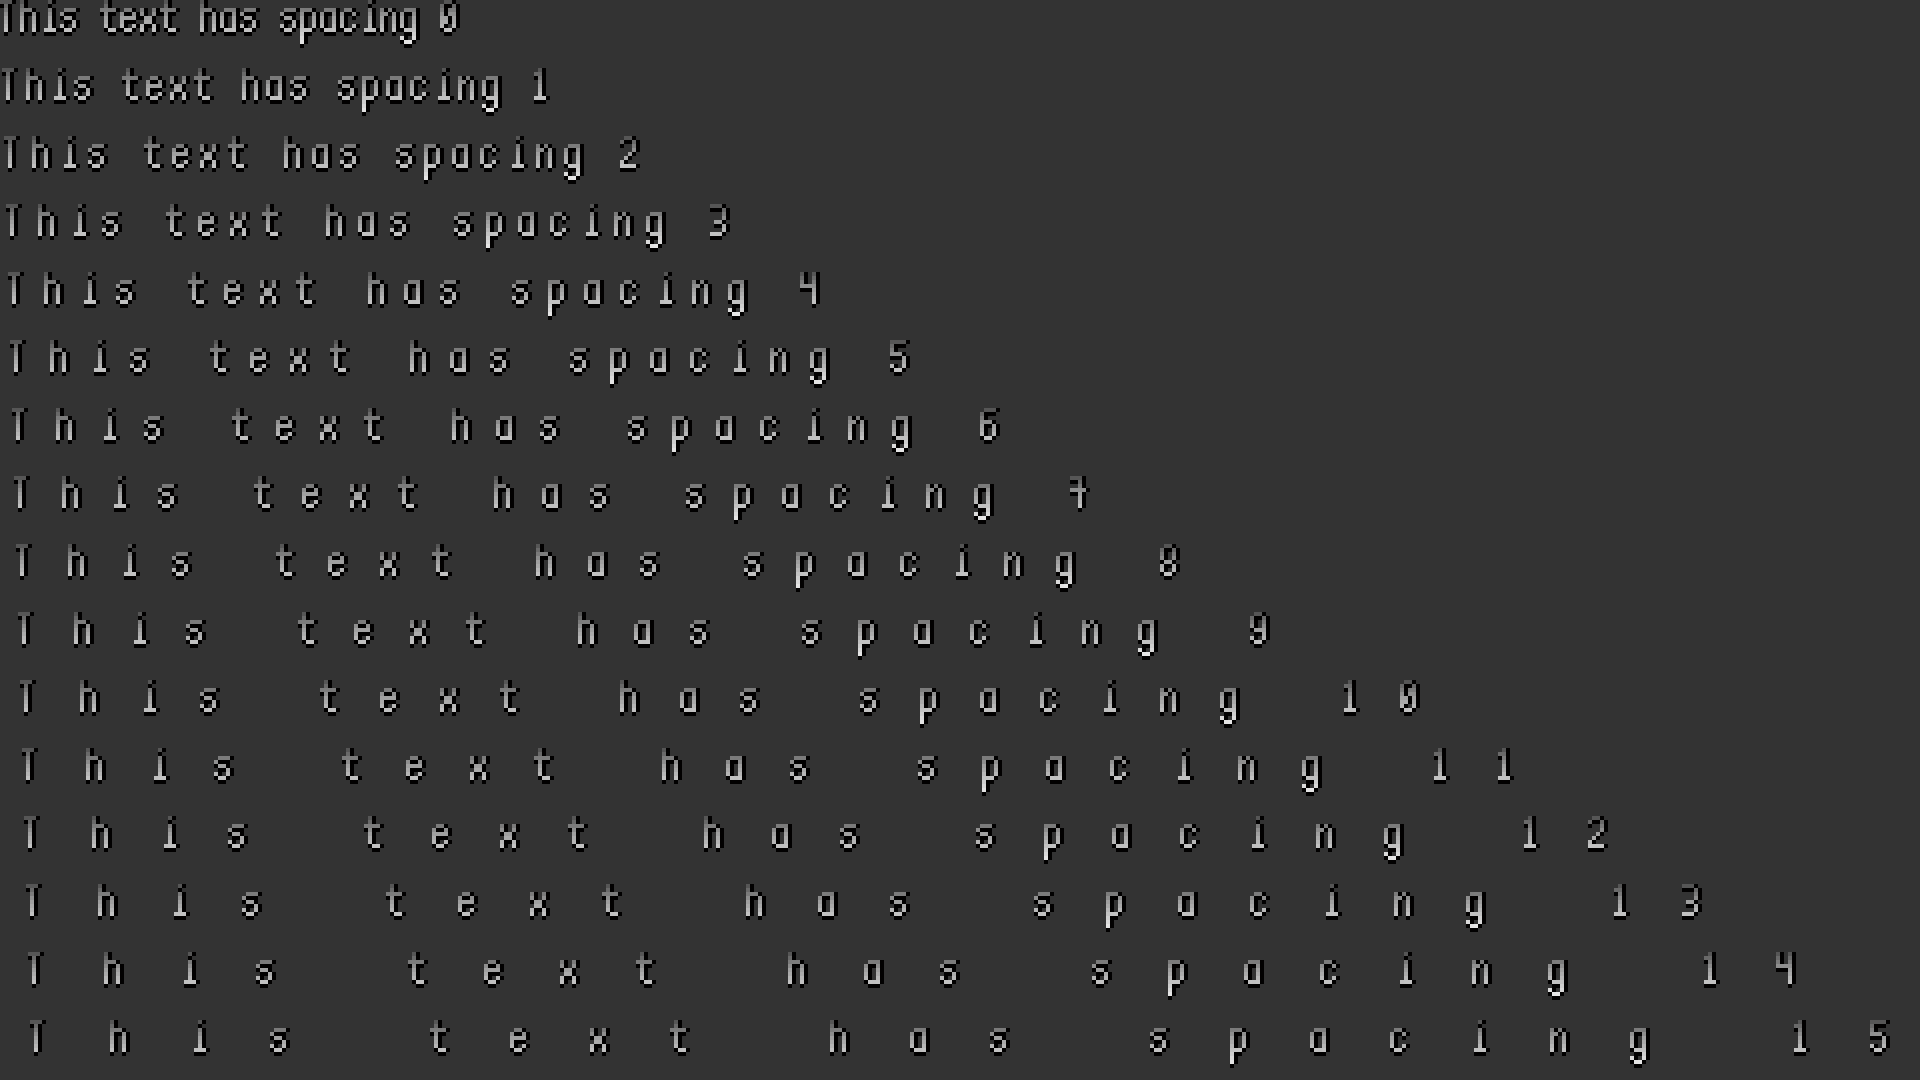 This text has spacing 0
This text has spacing 1
This text has spacing 2
This text has spacing 3
This text has spacing 4
This text has spacing 5
This text has spacing 6
This text has spacing 7
This text has spacing 8
This text has spacing 9
This text has spacing 10
This text has spacing 11
This text has spacing 12
This text has spacing 13
This text has spacing 14
This text has spacing 15